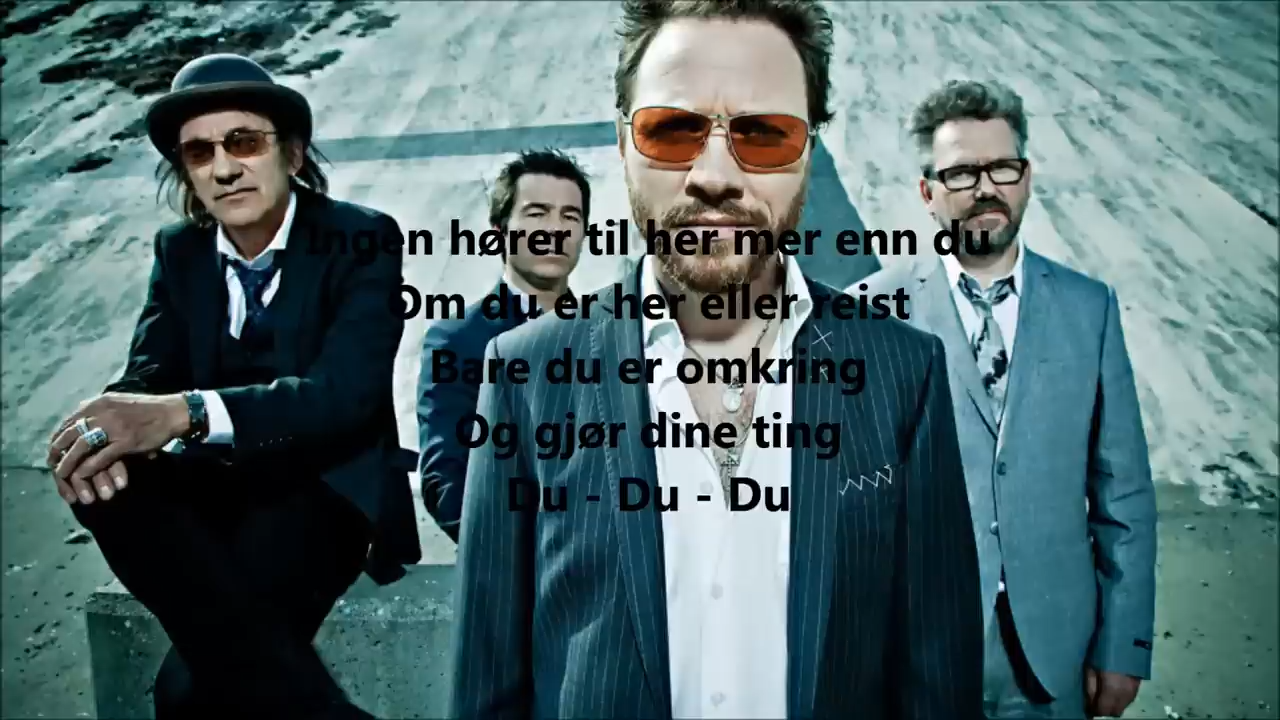 Ingen hører til her mer enn du
Om du er her eller reist
Bare du er omkring
Og gjør dine ting
Du - Du - Du